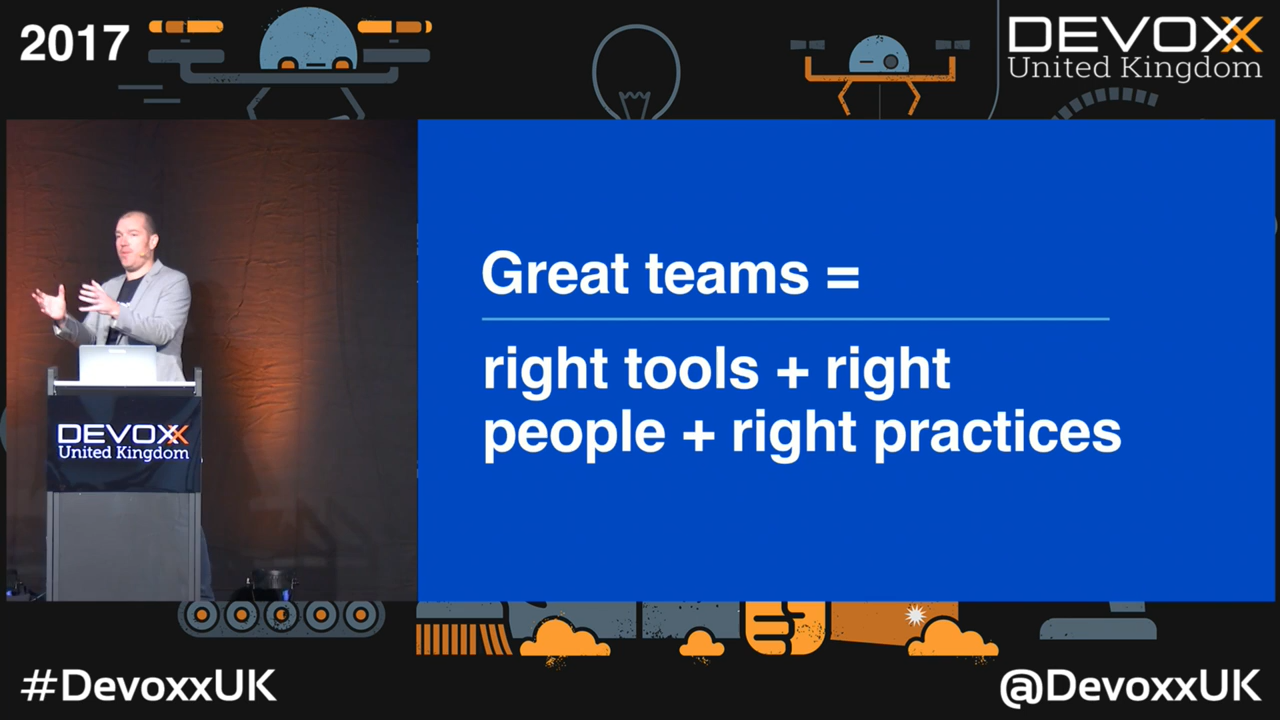 2017
DEVOXX
United Kingdom
Great teams =
right tools + right
people + right practices
DEVOXX
United Kingdom
#DevoxxUK
@DevoxxUK